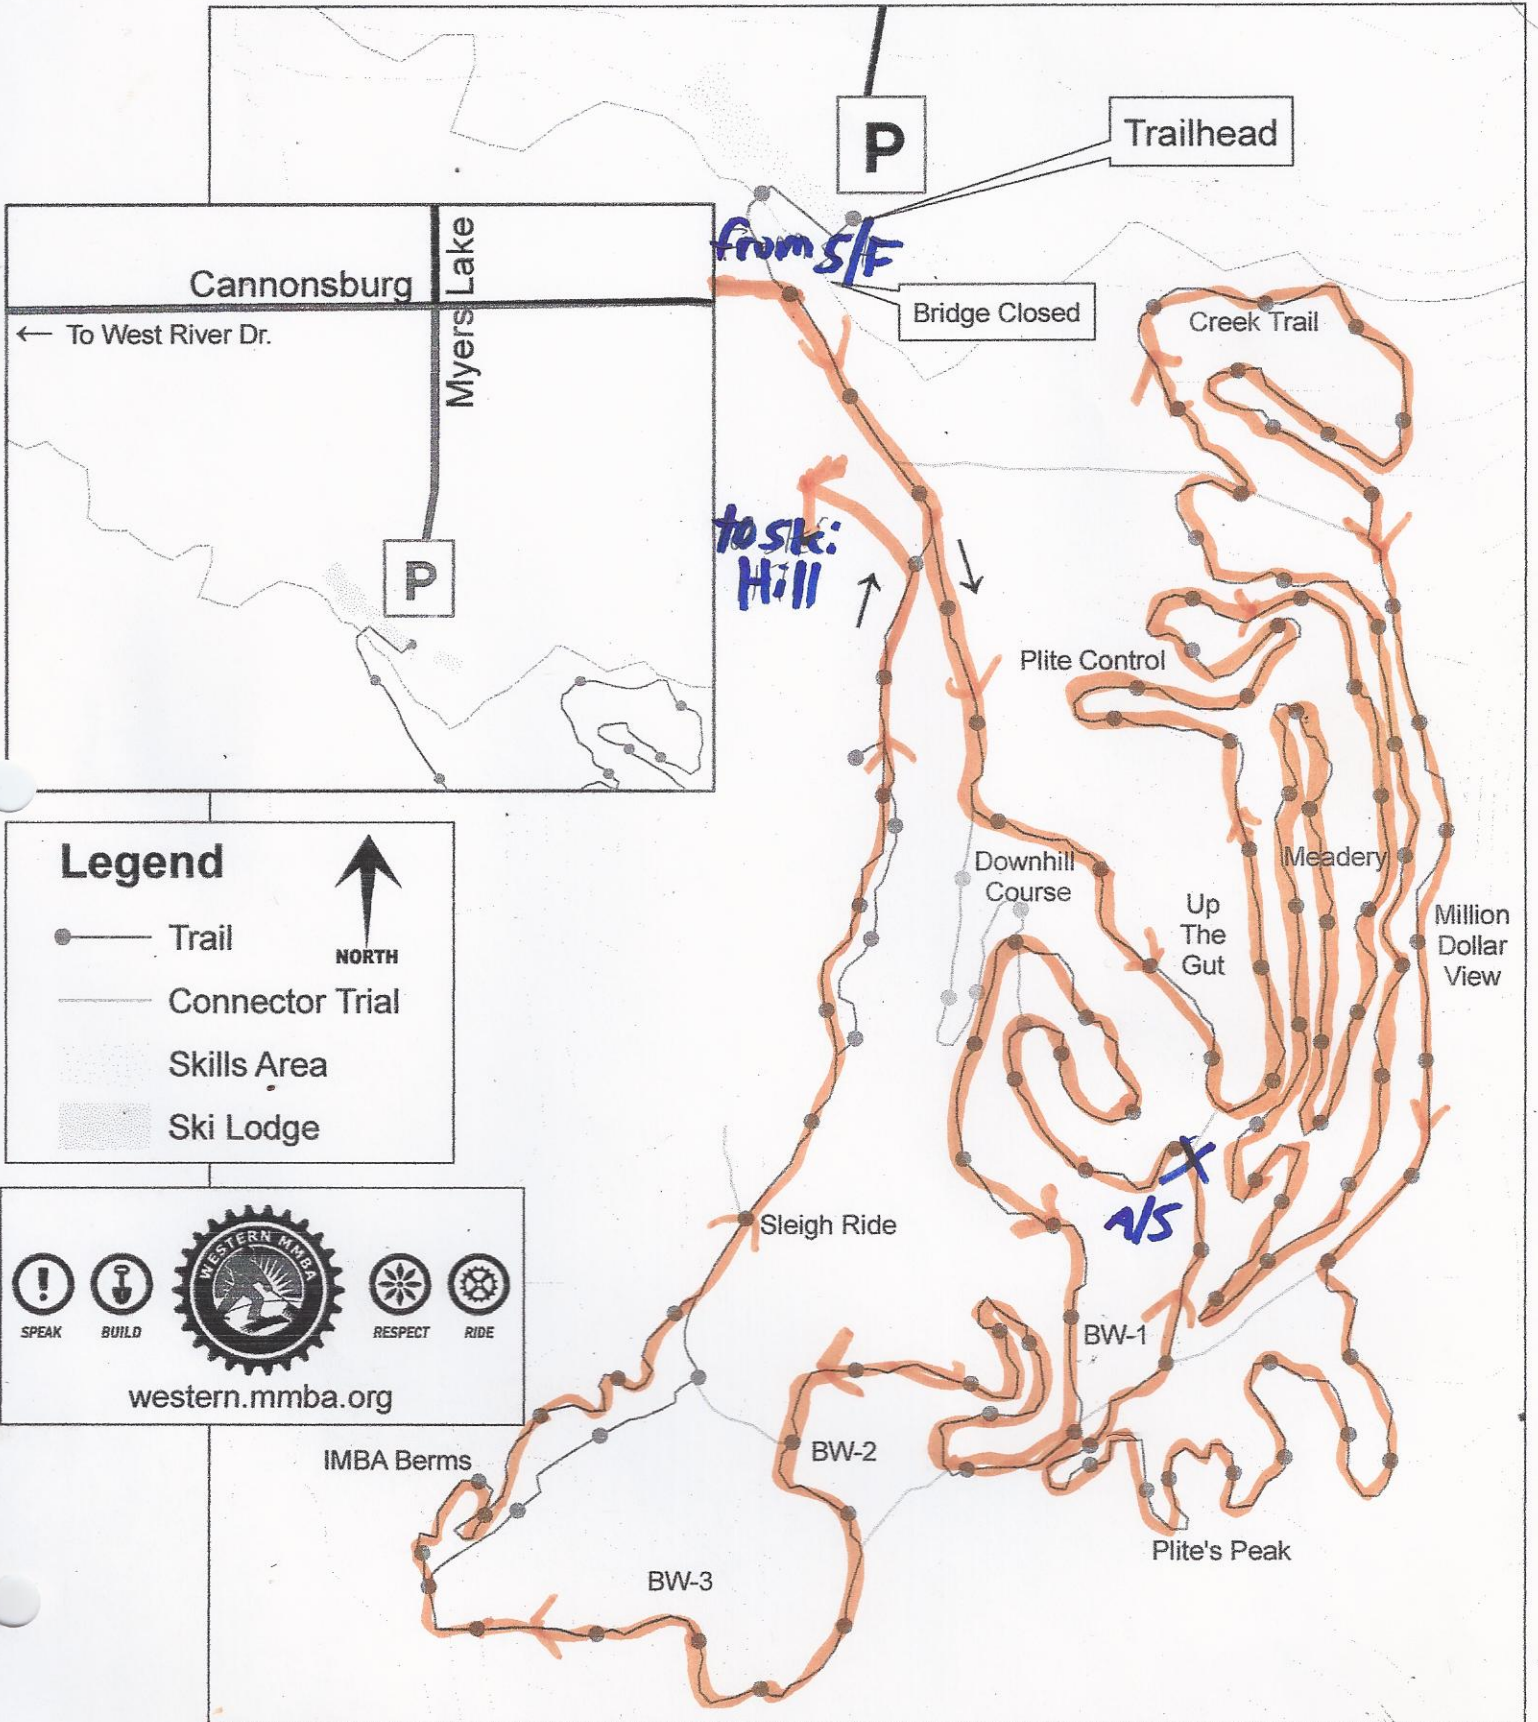 P
Trailhead
from S/F
Bridge Closed
Cannonsburg
Myers Lake
← To West River Dr.
P
Creek Trail
to Ski
Hill
Plite Control
Legend
NORTH
Trail
Connector Trial
Skills Area
Ski Lodge
Downhill
Course
Meadery
Up
The
Gut
Million
Dollar
View
A/S
Sleigh Ride
WESTERN MMBA
SPEAK
BUILD
RESPECT
RIDE
western.mmba.org
BW-1
IMBA Berms
BW-2
Plite's Peak
BW-3